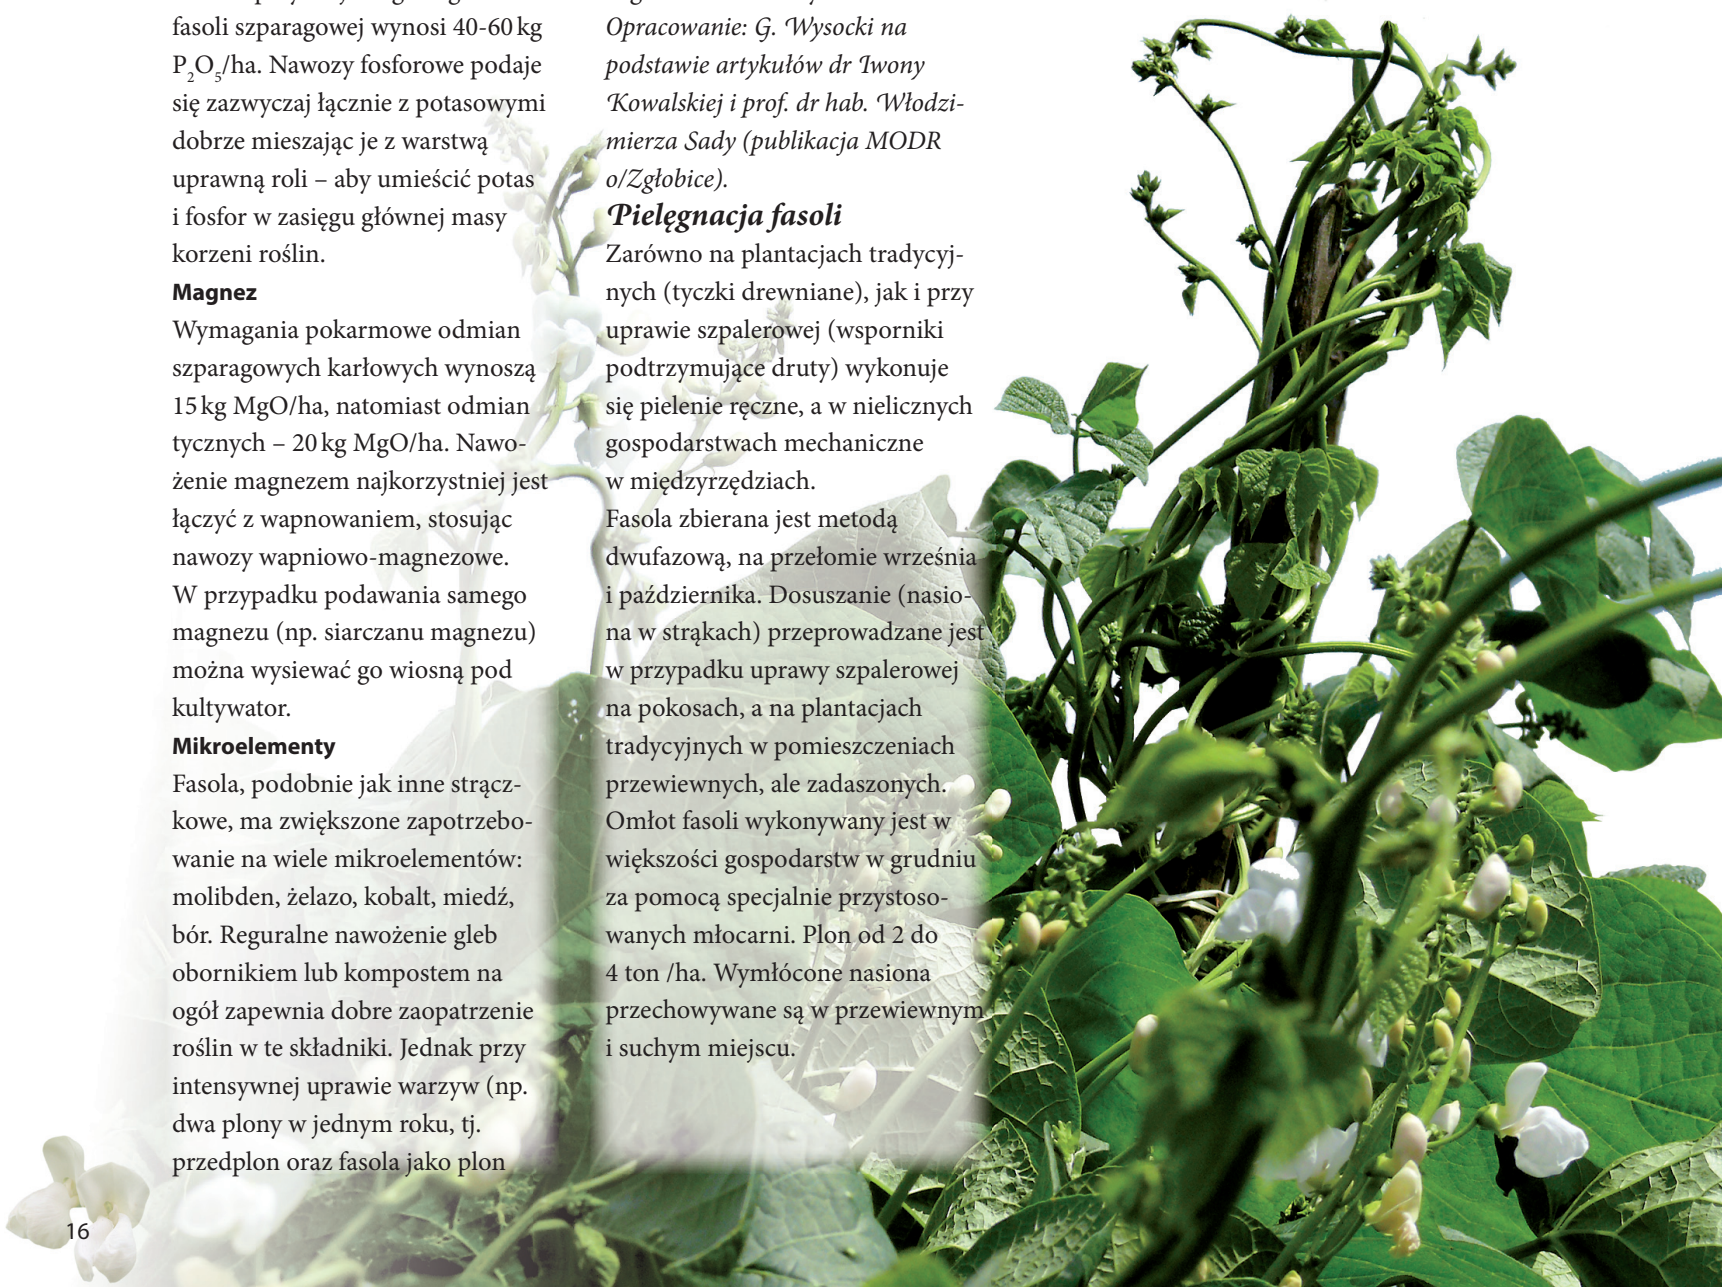 fasoli szparagowej wynosi 40-60 kg
P₂O₅/ha. Nawozy fosforowe podaje
się zazwyczaj łącznie z potasowymi
dobrze mieszając je z warstwą
uprawną roli – aby umieścić potas
i fosfor w zasięgu głównej masy
korzeni roślin.
Magnez
Wymagania pokarmowe odmian
szparagowych karłowych wynoszą
15 kg MgO/ha, natomiast odmian
tycznych – 20 kg MgO/ha. Nawo-
żenie magnezem najkorzystniej jest
łączyć z wapnowaniem, stosując
nawozy wapniowo-magnezowe.
W przypadku podawania samego
magnezu (np. siarczanu magnezu)
można wysiewać go wiosną pod
kultywator.
Mikroelementy
Fasola, podobnie jak inne strącz-
kowe, ma zwiększone zapotrzebo-
wanie na wiele mikroelementów:
molibden, żelazo, kobalt, miedź,
bór. Reguralne nawożenie gleb
obornikiem lub kompostem na
ogół zapewnia dobre zaopatrzenie
roślin w te składniki. Jednak przy
intensywnej uprawie warzyw (np.
dwa plony w jednym roku, tj.
przedplon oraz fasola jako plon
Opracowanie: G. Wysocki na
podstawie artykułów dr Iwony
Kowalskiej i prof. dr hab. Włodzi-
mierza Sady (publikacja MODR
o/Zgłobice).
Pielęgnacja fasoli
Zarówno na plantacjach tradycyj-
nych (tyczki drewniane), jak i przy
uprawie szpalerowej (wsporniki
podtrzymujące druty) wykonuje
się pielenie ręczne, a w nielicznych
gospodarstwach mechaniczne
w międzyrzędziach.
Fasola zbierana jest metodą
dwufazową, na przełomie września
i października. Dosuszanie (nasio-
na w strąkach) przeprowadzane jest
w przypadku uprawy szpalerowej
na pokosach, a na plantacjach
tradycyjnych w pomieszczeniach
przewiewnych, ale zadaszonych.
Omłot fasoli wykonywany jest w
większości gospodarstw w grudniu
za pomocą specjalnie przystoso-
wanych młocarni. Plon od 2 do
4 ton /ha. Wymłócone nasiona
przechowywane są w przewiewnym
i suchym miejscu.
16